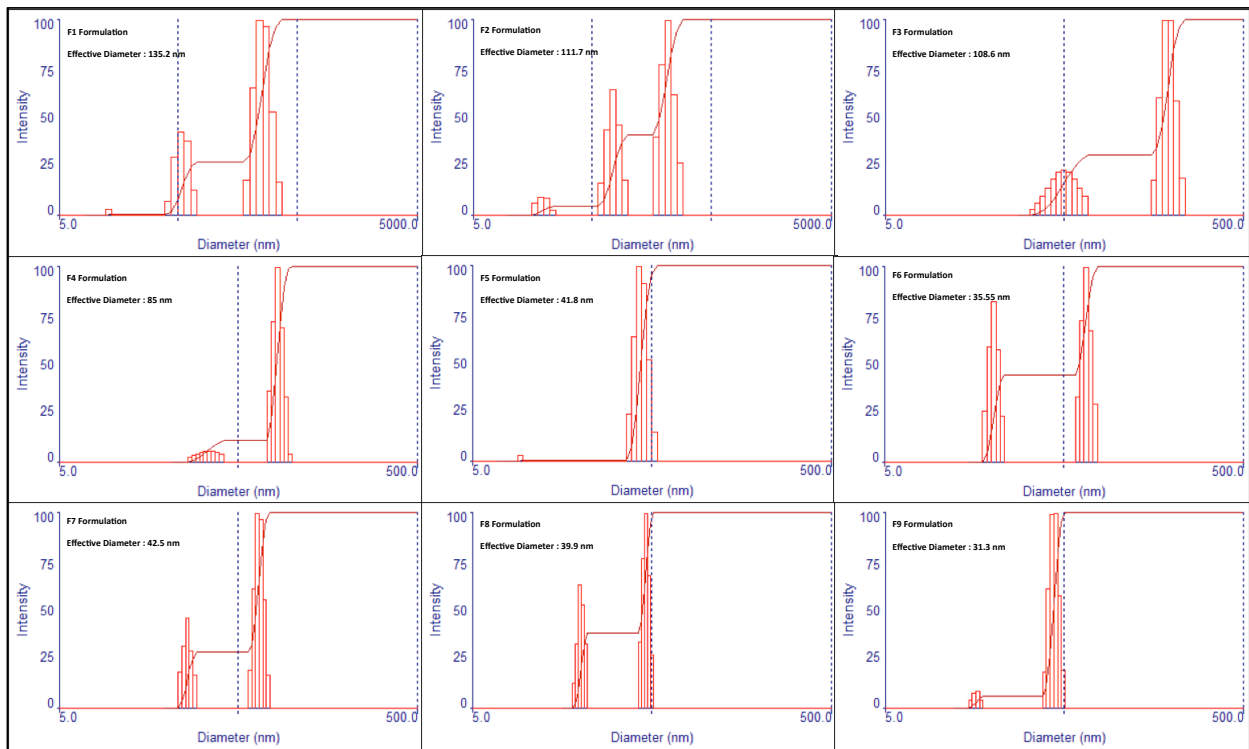 F1 Formulation
Effective Diameter : 135.2 nm
Intensity
100
75
50
25
0
5.0
5000.0
Diameter (nm)
F2 Formulation
Effective Diameter : 111.7 nm
Intensity
100
75
50
25
0
5.0
5000.0
Diameter (nm)
F3 Formulation
Effective Diameter : 108.6 nm
Intensity
100
75
50
25
0
5.0
500.0
Diameter (nm)
F4 Formulation
Effective Diameter : 85 nm
Intensity
100
75
50
25
0
5.0
500.0
Diameter (nm)
F5 Formulation
Effective Diameter : 41.8 nm
Intensity
100
75
50
25
0
5.0
500.0
Diameter (nm)
F6 Formulation
Effective Diameter : 35.55 nm
Intensity
100
75
50
25
0
5.0
500.0
Diameter (nm)
F7 Formulation
Effective Diameter : 42.5 nm
Intensity
100
75
50
25
0
5.0
500.0
Diameter (nm)
F8 Formulation
Effective Diameter : 39.9 nm
Intensity
100
75
50
25
0
5.0
500.0
Diameter (nm)
F9 Formulation
Effective Diameter : 31.3 nm
Intensity
100
75
50
25
0
5.0
500.0
Diameter (nm)